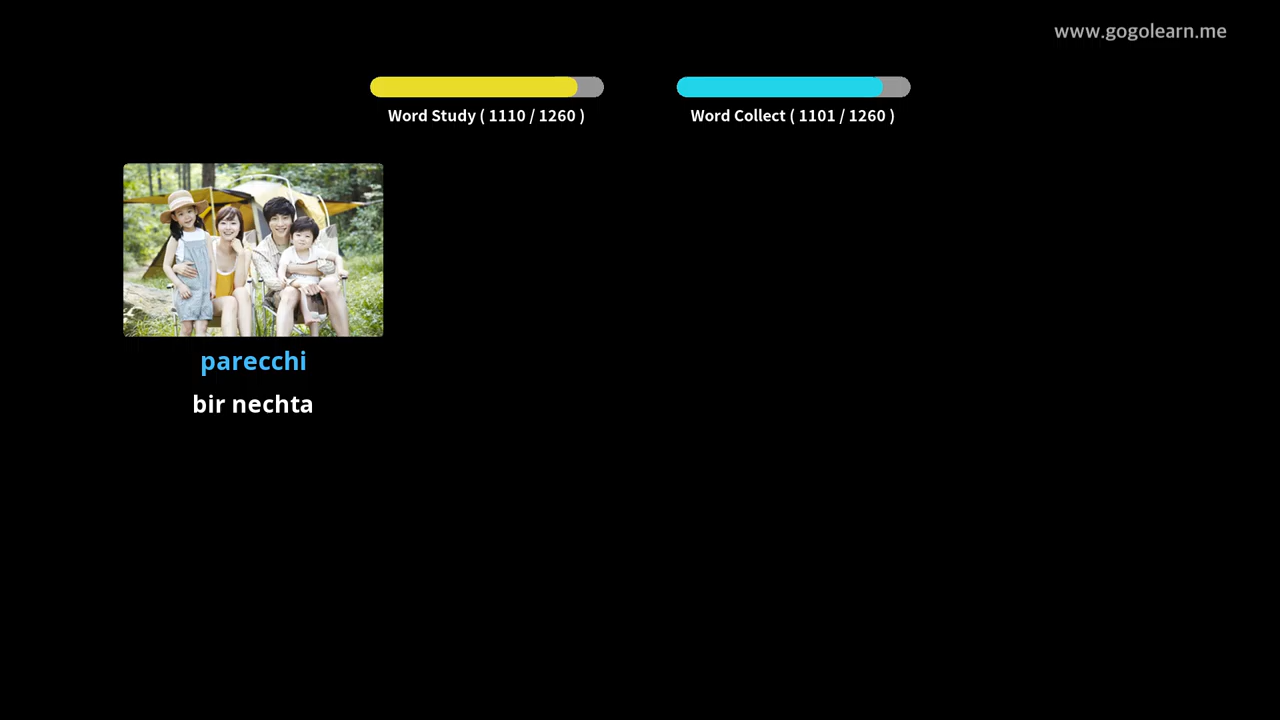 www.gogolearn.me
Word Study ( 1110 / 1260 )
Word Collect ( 1101 / 1260 )
parecchi
bir nechta